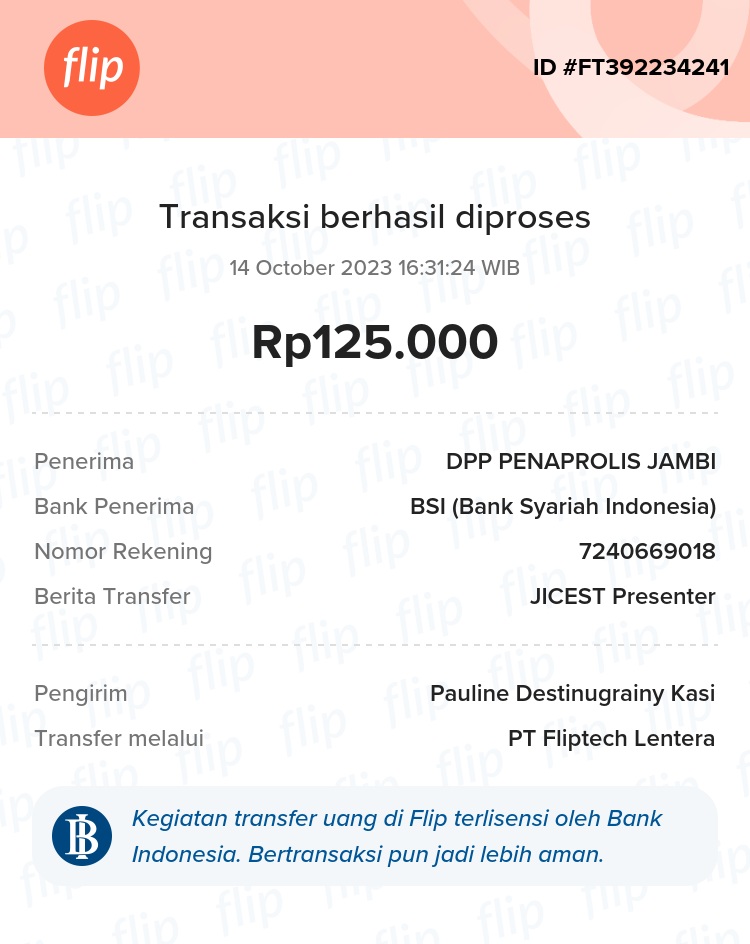 flip
ID #FT392234241
Transaksi berhasil diproses
14 October 2023 16:31:24 WIB
Rp125.000
Penerima DPP PENAPROLIS JAMBI
Bank Penerima BSI (Bank Syariah Indonesia)
Nomor Rekening 7240669018
Berita Transfer JICEST Presenter
Pengirim Pauline Destinugrainy Kasi
Transfer melalui PT Fliptech Lentera
Kegiatan transfer uang di Flip terlisensi oleh Bank
Indonesia. Bertransaksi pun jadi lebih aman.